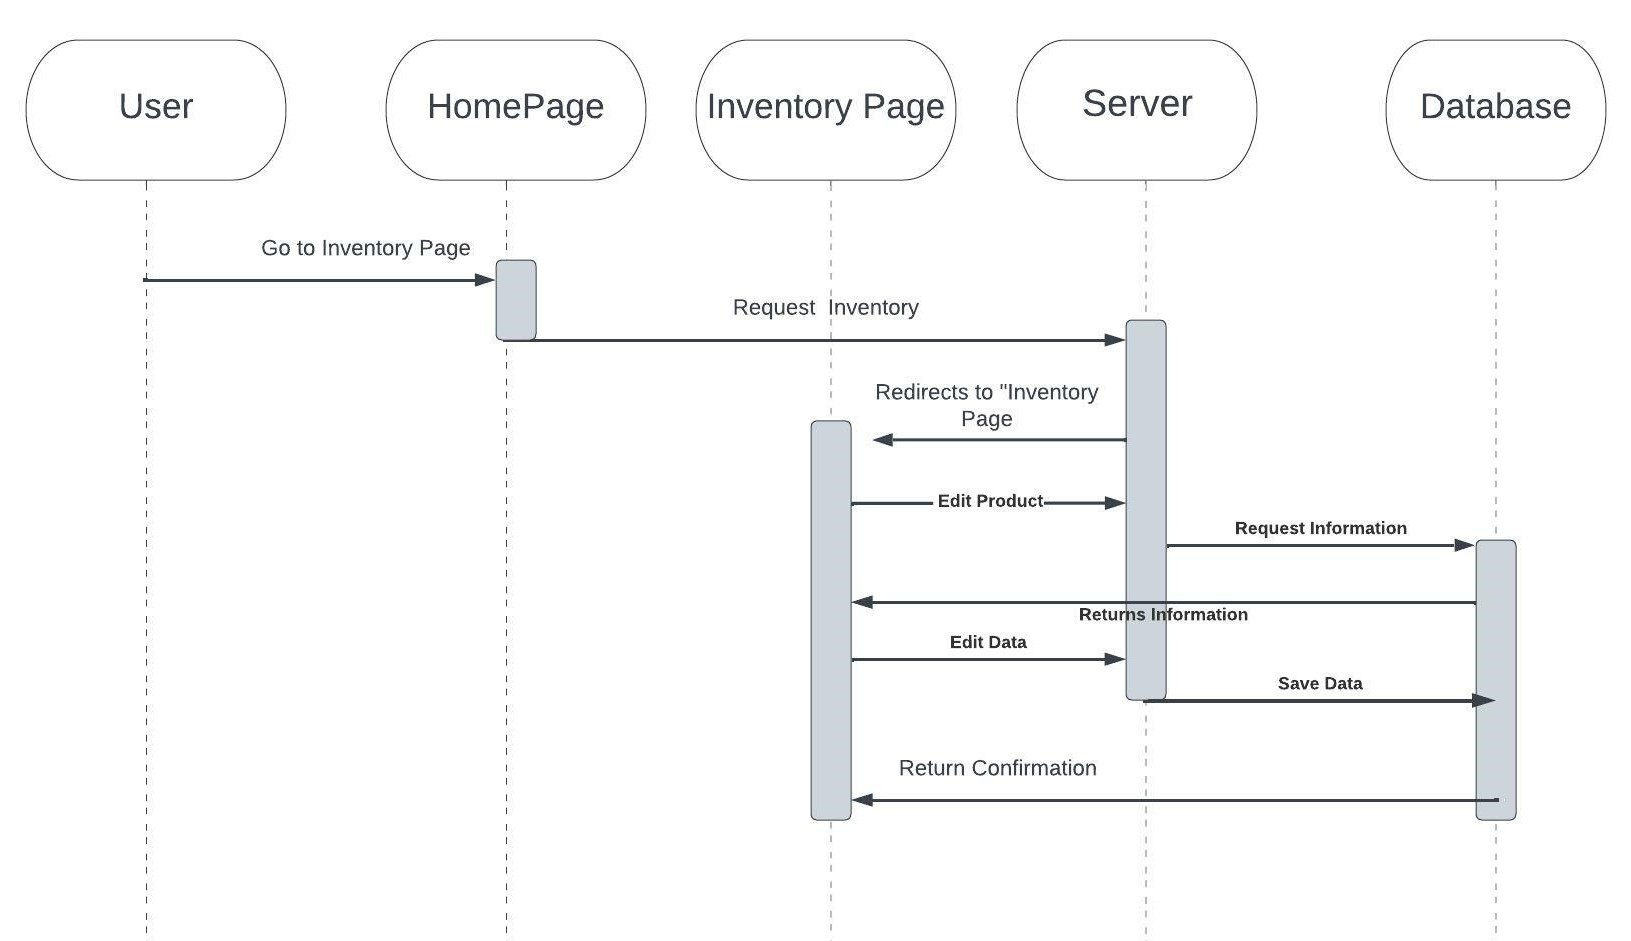 User
HomePage
Inventory Page
Server
Database
Go to Inventory Page
Request  Inventory
Redirects to "Inventory
Page
Edit Product
Request Information
Returns Information
Edit Data
Save Data
Return Confirmation